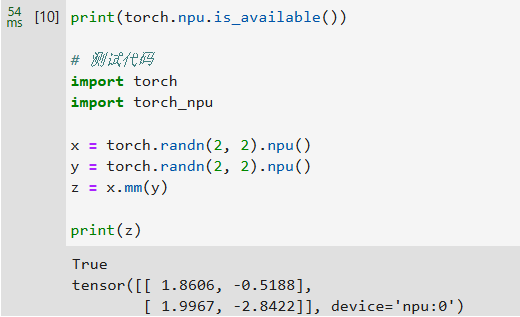 54
ms
[10]
print(torch.npu.is_available())
# 测试代码
import torch
import torch_npu
x = torch.randn(2, 2).npu()
y = torch.randn(2, 2).npu()
z = x.mm(y)
print(z)
True
tensor([[ 1.8606, -0.5188],
        [ 1.9967, -2.8422]], device='npu:0')